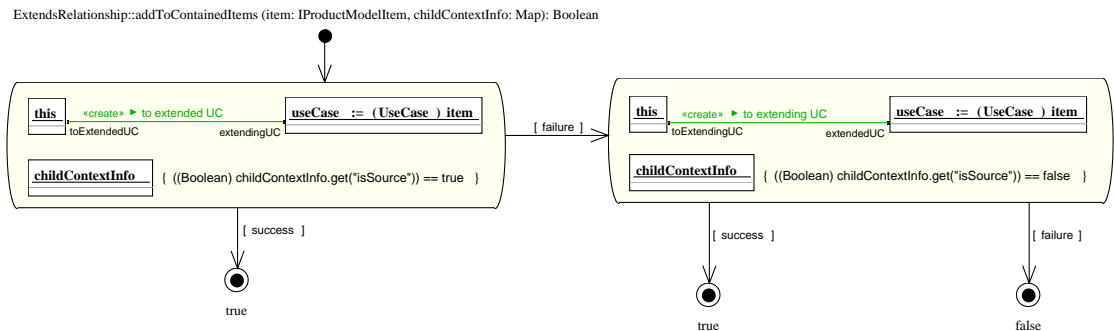 ExtendsRelationship::addToContainedItems (item: IProductModelItem, childContextInfo: Map): Boolean
this «create» ► to extended UC useCase := (UseCase ) item
toExtendedUC extendingUC
childContextInfo { ((Boolean) childContextInfo.get("isSource")) == true }
[ failure ]
this «create» ► to extending UC useCase := (UseCase ) item
toExtendingUC extendedUC
childContextInfo { ((Boolean) childContextInfo.get("isSource")) == false }
[ success ]
[ success ]
[ failure ]
true
true
false